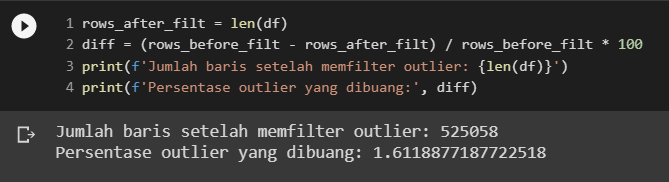 1 rows_after_filt = len(df)
2 diff = (rows_before_filt - rows_after_filt) / rows_before_filt * 100
3 print(f'Jumlah baris setelah memfilter outlier: {len(df)}')
4 print(f'Persentase outlier yang dibuang:', diff)
Jumlah baris setelah memfilter outlier: 525058
Persentase outlier yang dibuang: 1.6118877187722518